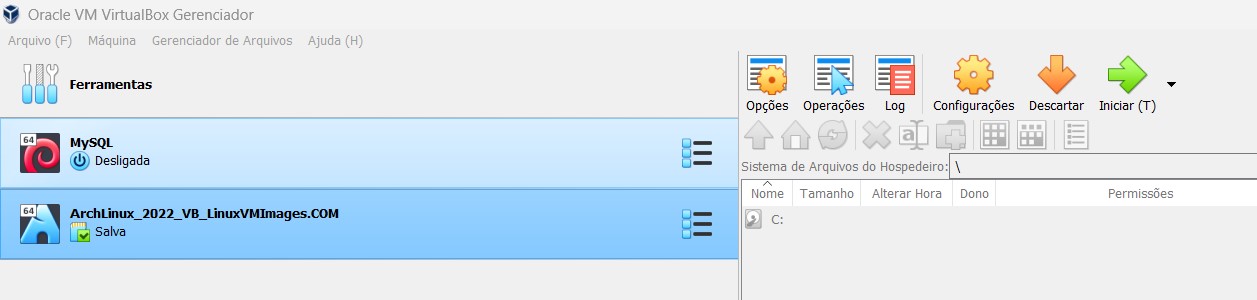 Oracle VM VirtualBox Gerenciador
Arquivo (F) Máquina Gerenciador de Arquivos Ajuda (H)
Ferramentas
64
MySQL
Desligada
64
ArchLinux_2022_VB_LinuxVMImages.COM
Salva
Opções Operações Log Configurações Descartar Iniciar (T)
Sistema de Arquivos do Hospedeiro: \
Nome Tamanho Alterar Hora Dono Permissões
C: